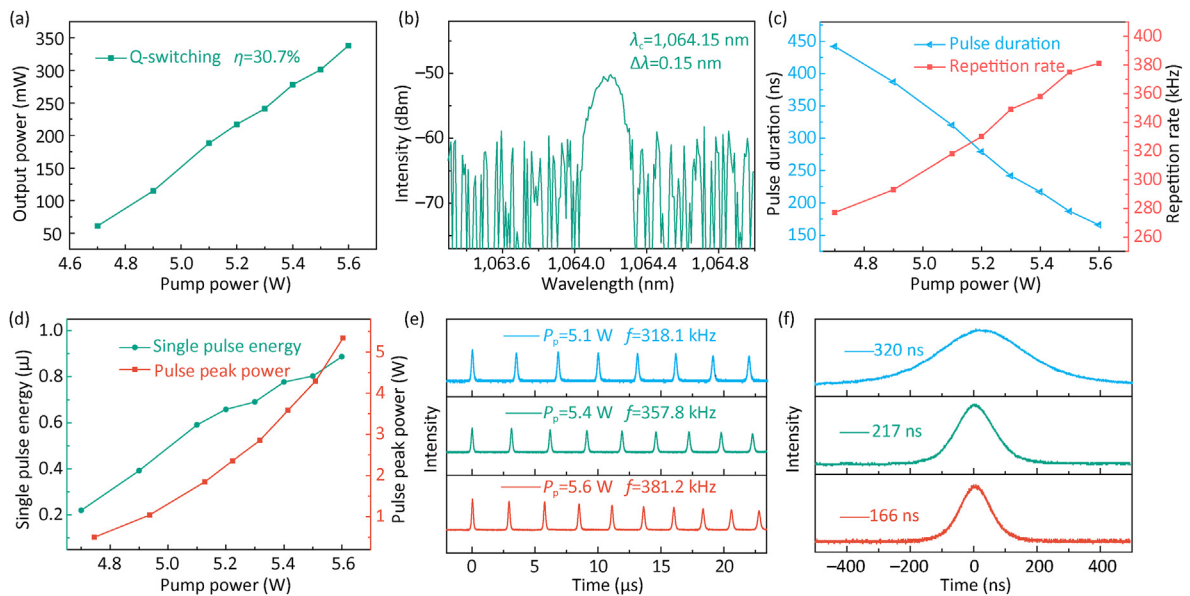 (a)
Q-switching η=30.7%
350
300
250
200
150
100
50
Output power (mW)
4.6 4.8 5.0 5.2 5.4 5.6
Pump power (W)
(b)
λc=1,064.15 nm
Δλ=0.15 nm
−50
−60
−70
Intensity (dBm)
1,063.6 1,064.0 1,064.4 1,064.8
Wavelength (nm)
(c)
Pulse duration
Repetition rate
450
400
350
300
250
200
150
Pulse duration (ns)
400
380
360
340
320
300
280
260
Repetition rate (kHz)
4.8 5.0 5.2 5.4 5.6
Pump power (W)
(d)
Single pulse energy
Pulse peak power
1.0
0.8
0.6
0.4
0.2
Single pulse energy (μJ)
5
4
3
2
1
Pulse peak power (W)
4.8 5.0 5.2 5.4 5.6
Pump power (W)
(e)
Pp=5.1 W f=318.1 kHz
Pp=5.4 W f=357.8 kHz
Pp=5.6 W f=381.2 kHz
Intensity
0 5 10 15 20
Time (μs)
(f)
320 ns
217 ns
166 ns
Intensity
−400 −200 0 200 400
Time (ns)